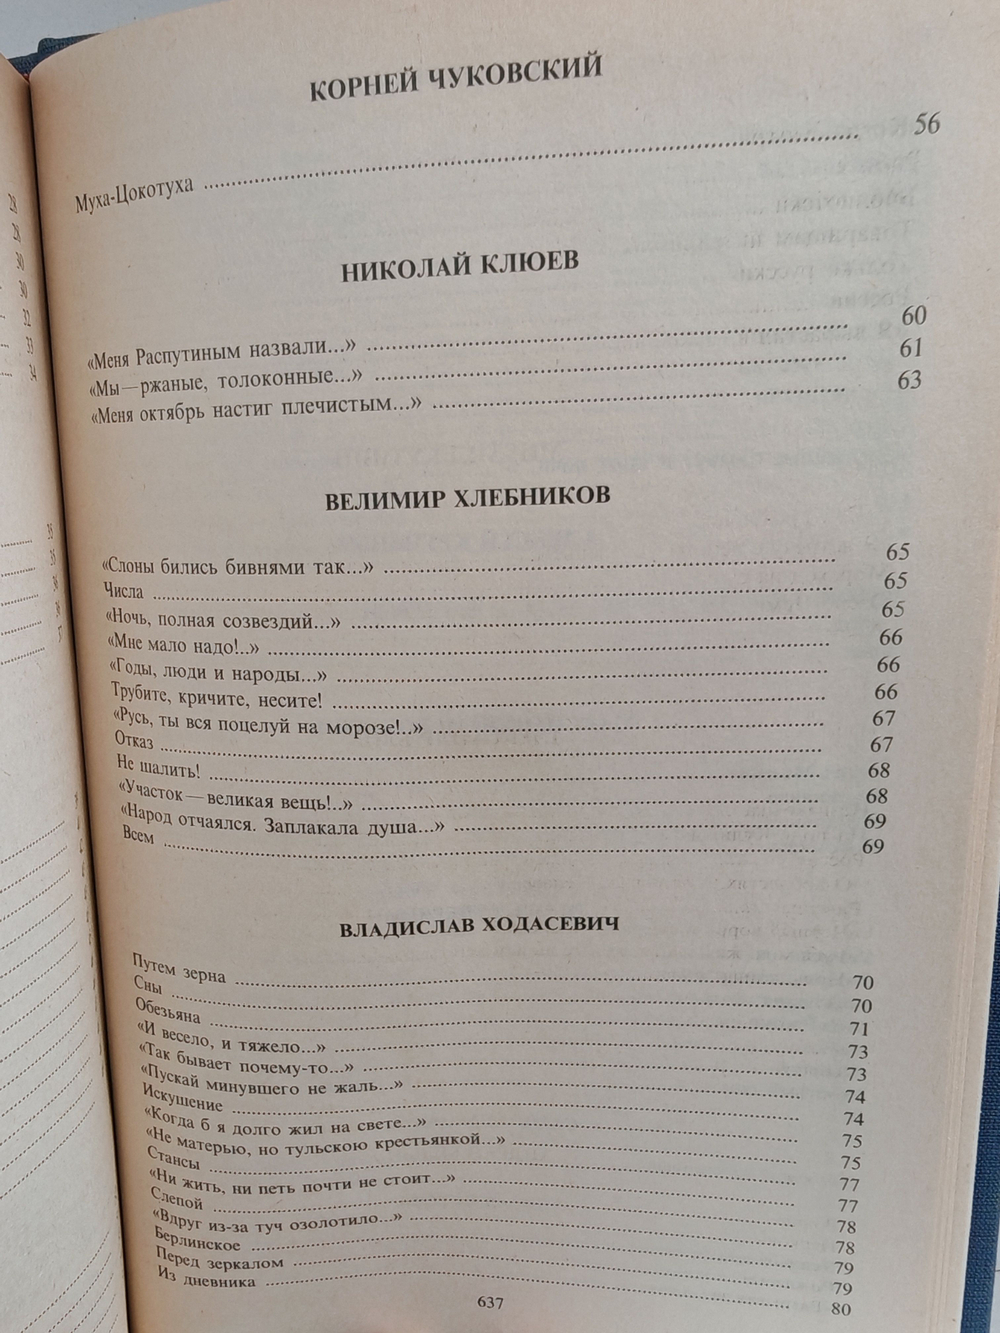 КОРНЕЙ ЧУКОВСКИЙ
Муха-Цокотуха 56
НИКОЛАЙ КЛЮЕВ
«Меня Распутиным назвали...» 60
«Мы—ржаные, толоконные...» 61
«Меня октябрь настиг плечистым...» 63
ВЕЛИМИР ХЛЕБНИКОВ
«Слоны бились бивнями так...» 65
Числа 65
«Ночь, полная созвездий...» 65
«Мне мало надо!..» 66
«Годы, люди и народы...» 66
Трубите, кричите, несите! 66
«Русь, ты вся поцелуй на морозе!..» 67
Отказ 67
Не шалить! 68
«Участок—великая вещь!..» 68
«Народ отчаялся. Заплакала душа...» 69
Всем 69
ВЛАДИСЛАВ ХОДАСЕВИЧ
Путем зерна 70
Сны 70
Обезьяна 71
«И весело, и тяжело...» 73
«Так бывает почему-то...» 73
«Пускай минувшего не жаль...» 74
Искушение 74
«Когда б я долго жил на свете...» 75
«Не матерью, но тульскою крестьянкой...» 75
Стансы 77
«Ни жить, ни петь почти не стоит...» 77
Слепой 78
«Вдруг из-за туч озолотило...» 78
Берлинское 79
Перед зеркалом 79
Из дневника 80
637